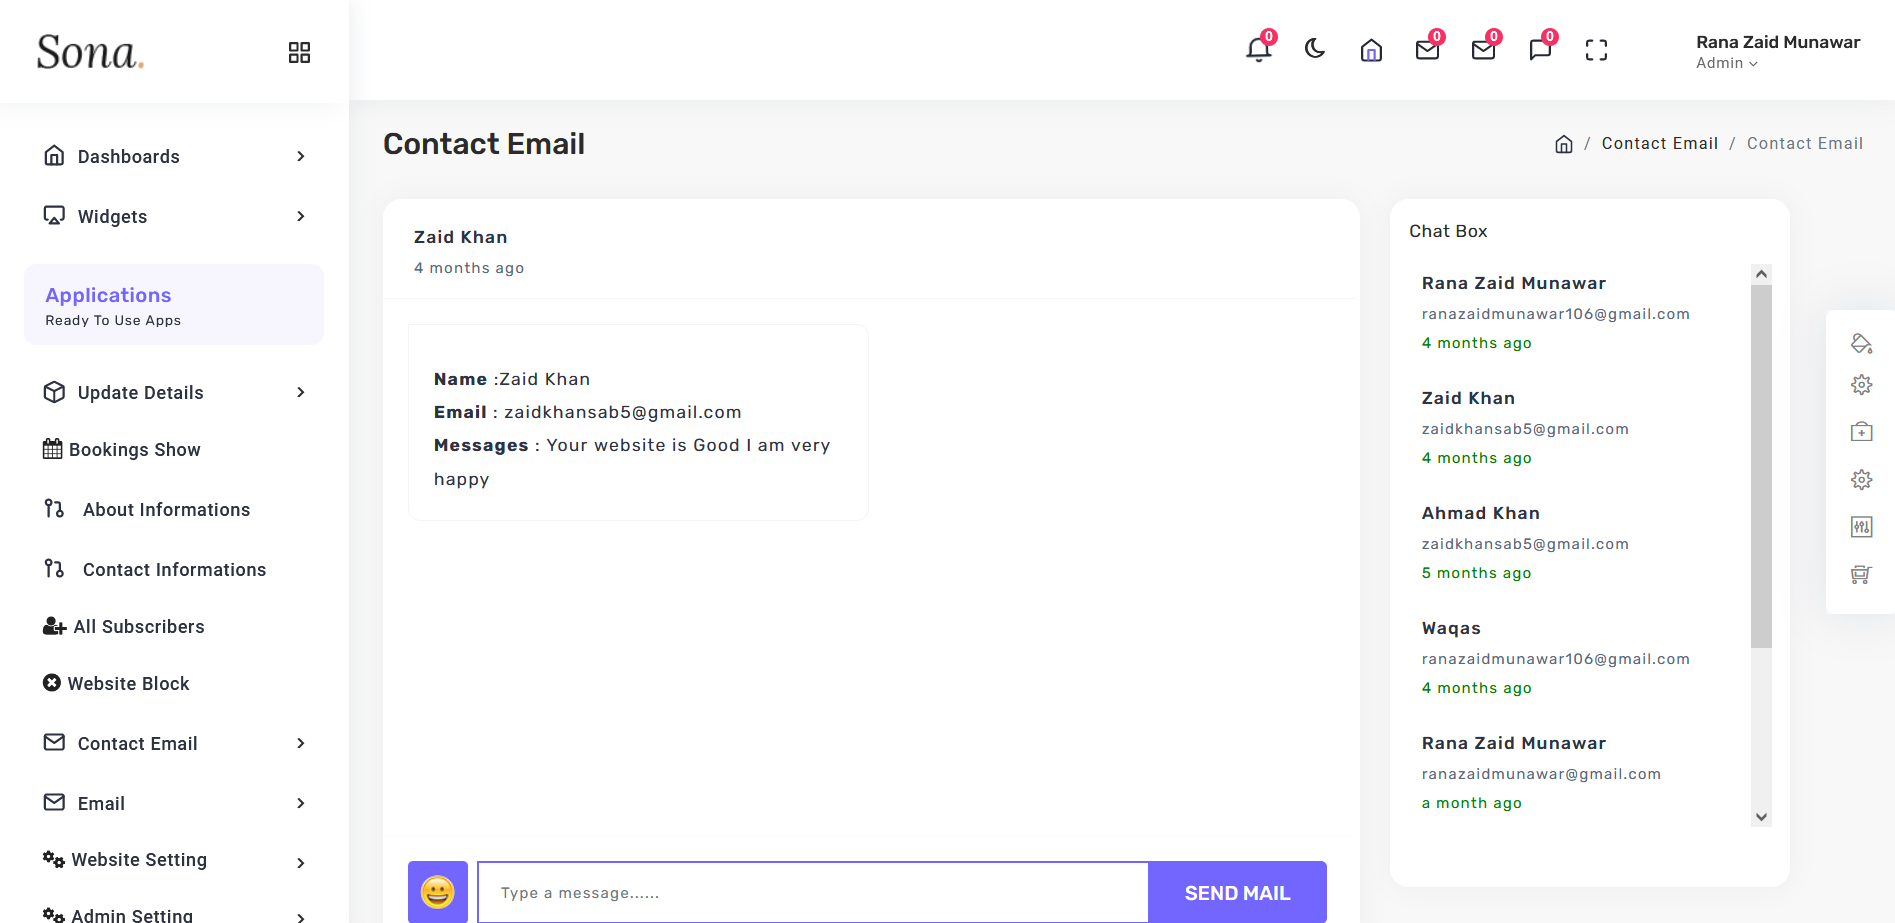 Sona.
0
0
0
0
Rana Zaid Munawar
Admin
Dashboards
Widgets
Applications
Ready To Use Apps
Update Details
Bookings Show
About Informations
Contact Informations
All Subscribers
Website Block
Contact Email
Email
Website Setting
Admin Setting
Contact Email
/ Contact Email / Contact Email
Zaid Khan
4 months ago
Name :Zaid Khan
Email : zaidkhansab5@gmail.com
Messages : Your website is Good I am very
happy
Type a message......
SEND MAIL
Chat Box
Rana Zaid Munawar
ranazaidmunawar106@gmail.com
4 months ago
Zaid Khan
zaidkhansab5@gmail.com
4 months ago
Ahmad Khan
zaidkhansab5@gmail.com
5 months ago
Waqas
ranazaidmunawar106@gmail.com
4 months ago
Rana Zaid Munawar
ranazaidmunawar@gmail.com
a month ago